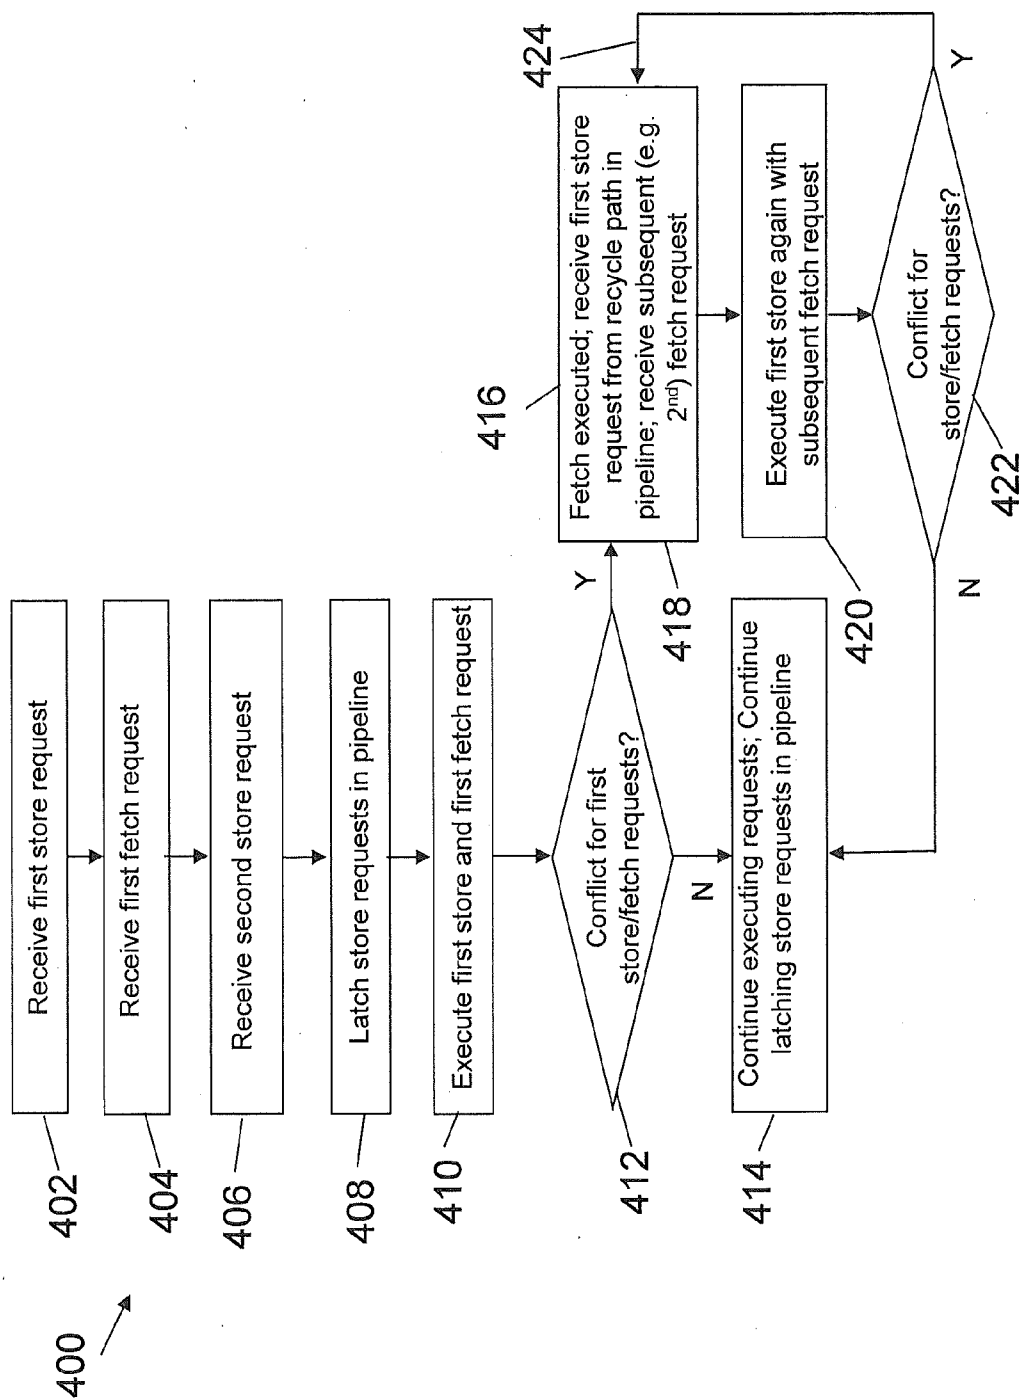 400
402
Receive first store request
404
Receive first fetch request
406
Receive second store request
408
Latch store requests in pipeline
410
Execute first store and first fetch request
412
Conflict for first
store/fetch requests?
Y
N
414
Continue executing requests; Continue
latching store requests in pipeline
416
418
Fetch executed; receive first store
request from recycle path in
pipeline; receive subsequent (e.g.
2nd) fetch request
424
420
Execute first store again with
subsequent fetch request
422
Conflict for
store/fetch requests?
N
Y